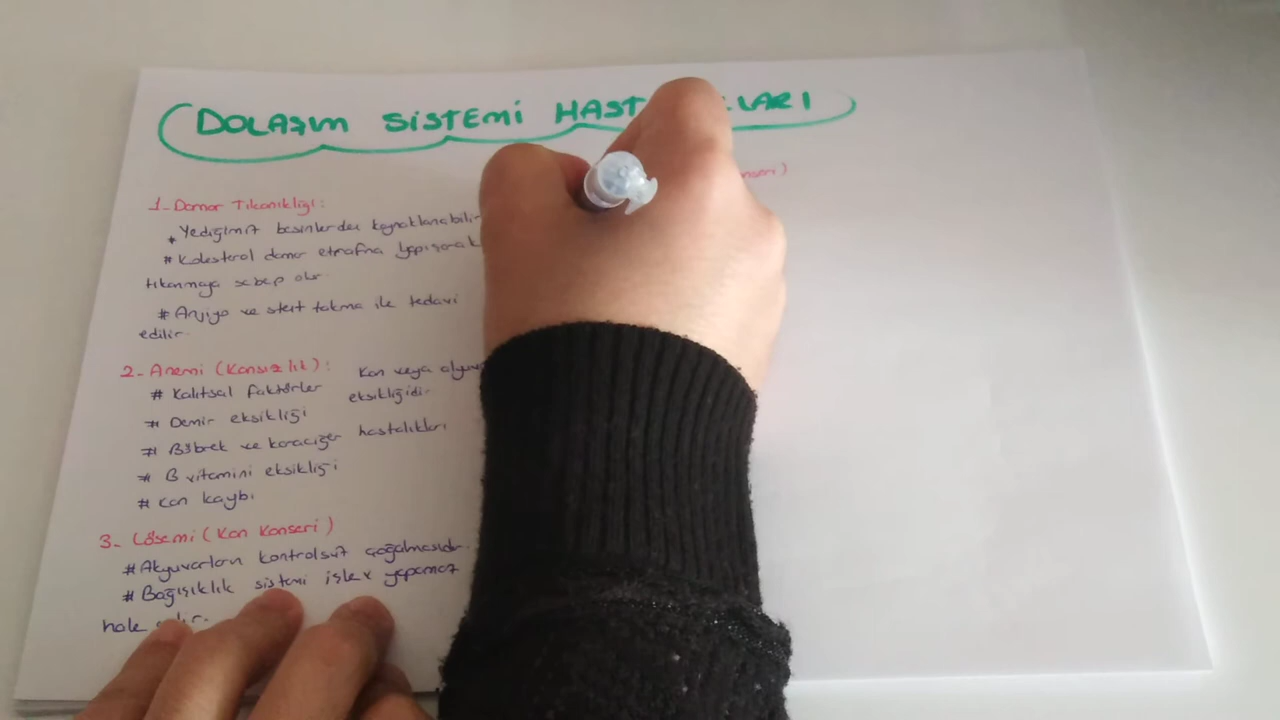 DOLAŞIM SİSTEMİ HAST LARI
1- Damar Tıkanıklığı:
* Yediğimiz besinlerden kaynaklanabilir
# Kolesterol damar etrafına yapışarak
tıkanmaya sebep olur.
# Anjiyo ve stent takma ile tedavi
edilir.
2- Anemi (Kansızlık): Kan veya alyuv
eksikliğidir.
# Kalıtsal faktörler
# Demir eksikliği
# Böbrek ve karaciğer hastalıkları
# B vitamini eksikliği
# Kan kaybı
3- Lösemi (Kan Kanseri)
# Akyuvarların kontrolsüz çoğalmasıdır.
# Bağışıklık sistemi işlev yapamaz
hale
nseri)